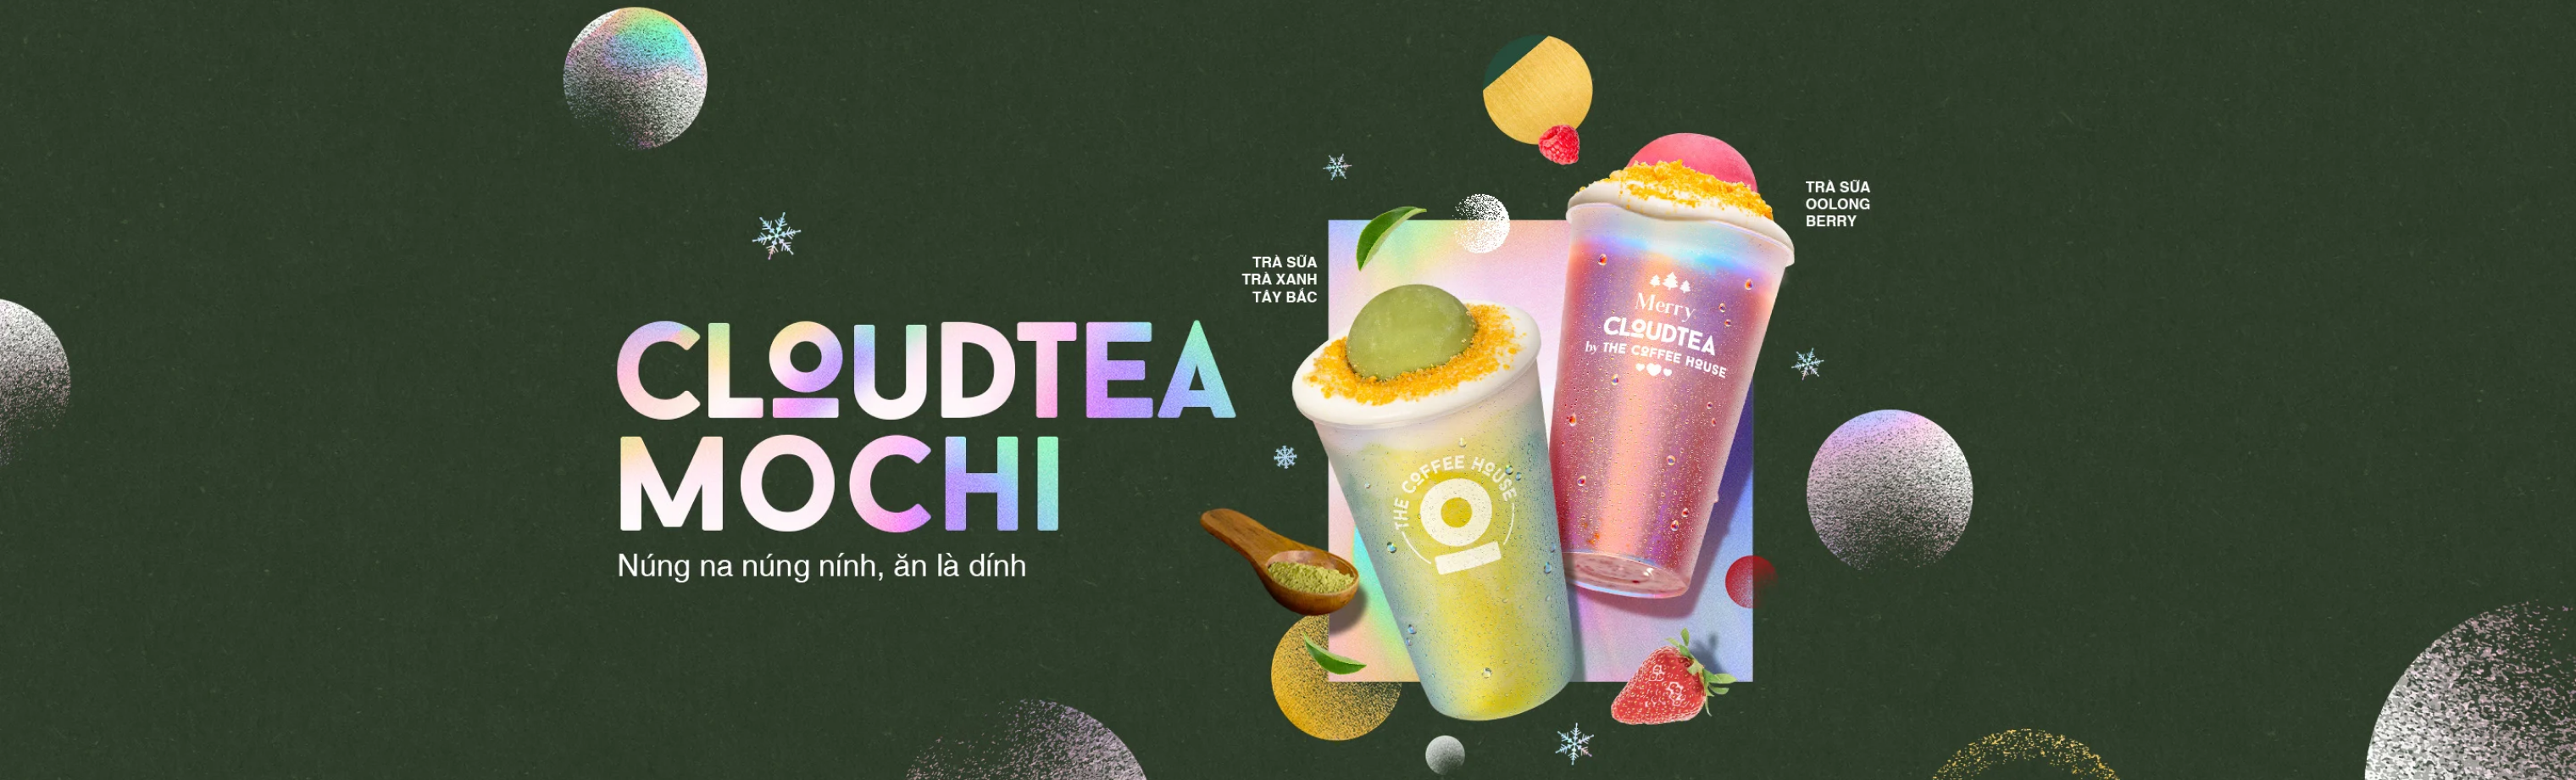 CLOUDTEA
MOCHI
Núng na núng nính, ăn là dính
TRÀ SỮA
TRÀ XANH
TÂY BẮC
THE COFFEE HOUSE
TRÀ SỮA
OOLONG
BERRY
Merry
CLOUDTEA
by THE COFFEE HOUSE